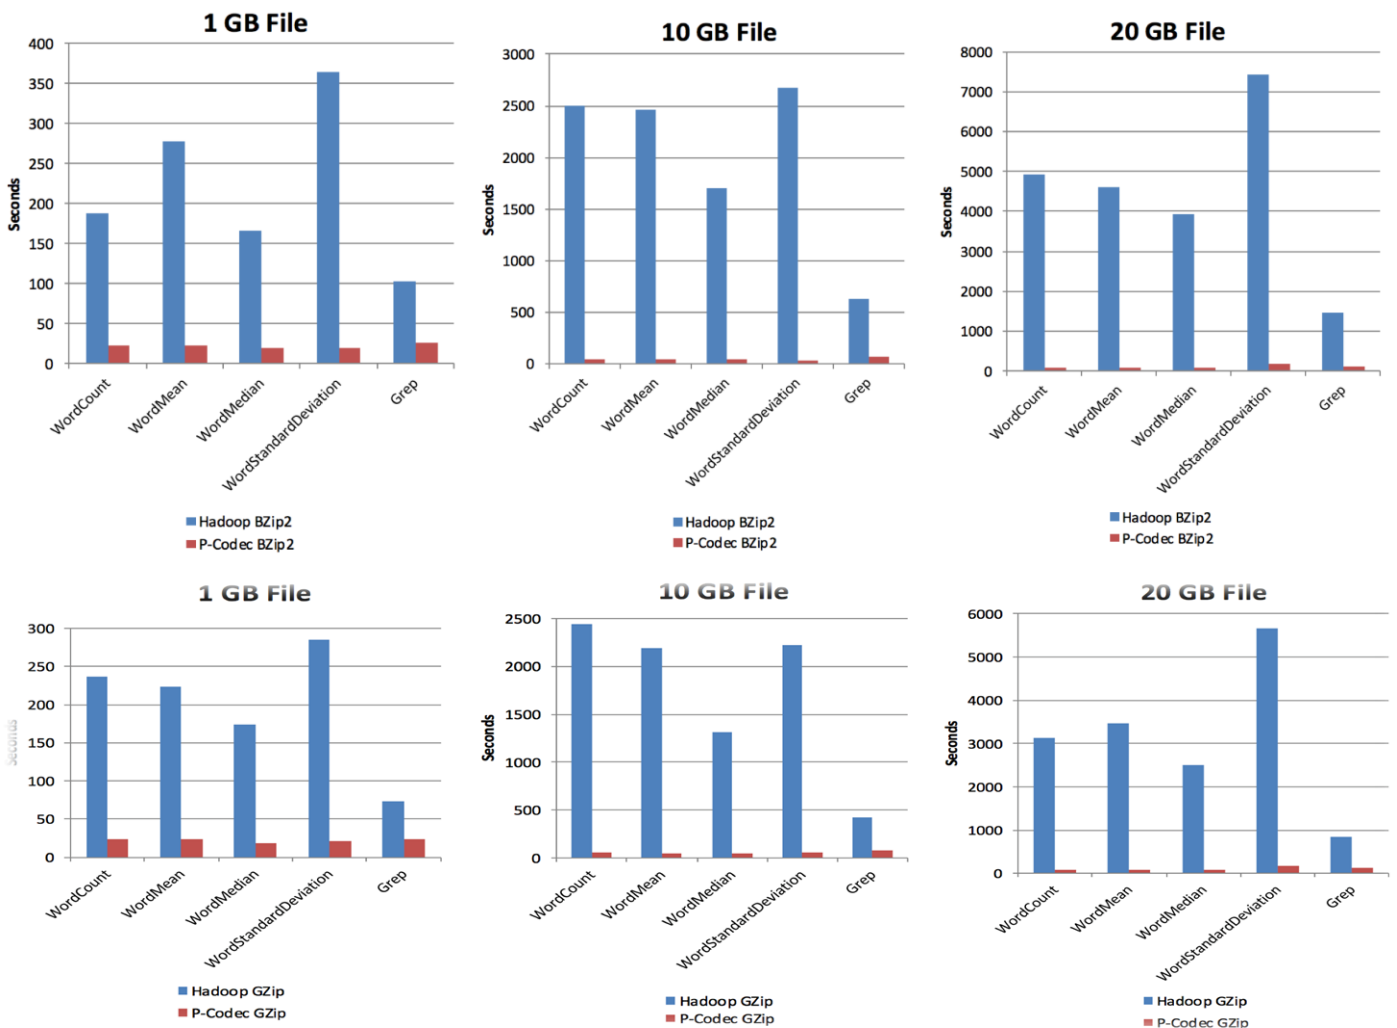 1 GB File
400
350
300
250
200
150
100
50
0
Seconds
WordCount
WordMean
WordMedian
WordStandardDeviation
Grep
Hadoop BZip2
P-Codec BZip2
10 GB File
3000
2500
2000
1500
1000
500
0
Seconds
WordCount
WordMean
WordMedian
WordStandardDeviation
Grep
Hadoop BZip2
P-Codec BZip2
20 GB File
8000
7000
6000
5000
4000
3000
2000
1000
0
Seconds
WordCount
WordMean
WordMedian
WordStandardDeviation
Grep
Hadoop BZip2
P-Codec BZip2
1 GB File
300
250
200
150
100
50
0
Seconds
WordCount
WordMean
WordMedian
WordStandardDeviation
Grep
Hadoop GZip
P-Codec GZip
10 GB File
2500
2000
1500
1000
500
0
Seconds
WordCount
WordMean
WordMedian
WordStandardDeviation
Grep
Hadoop GZip
P-Codec GZip
20 GB File
6000
5000
4000
3000
2000
1000
0
Seconds
WordCount
WordMean
WordMedian
WordStandardDeviation
Grep
Hadoop GZip
P-Codec GZip